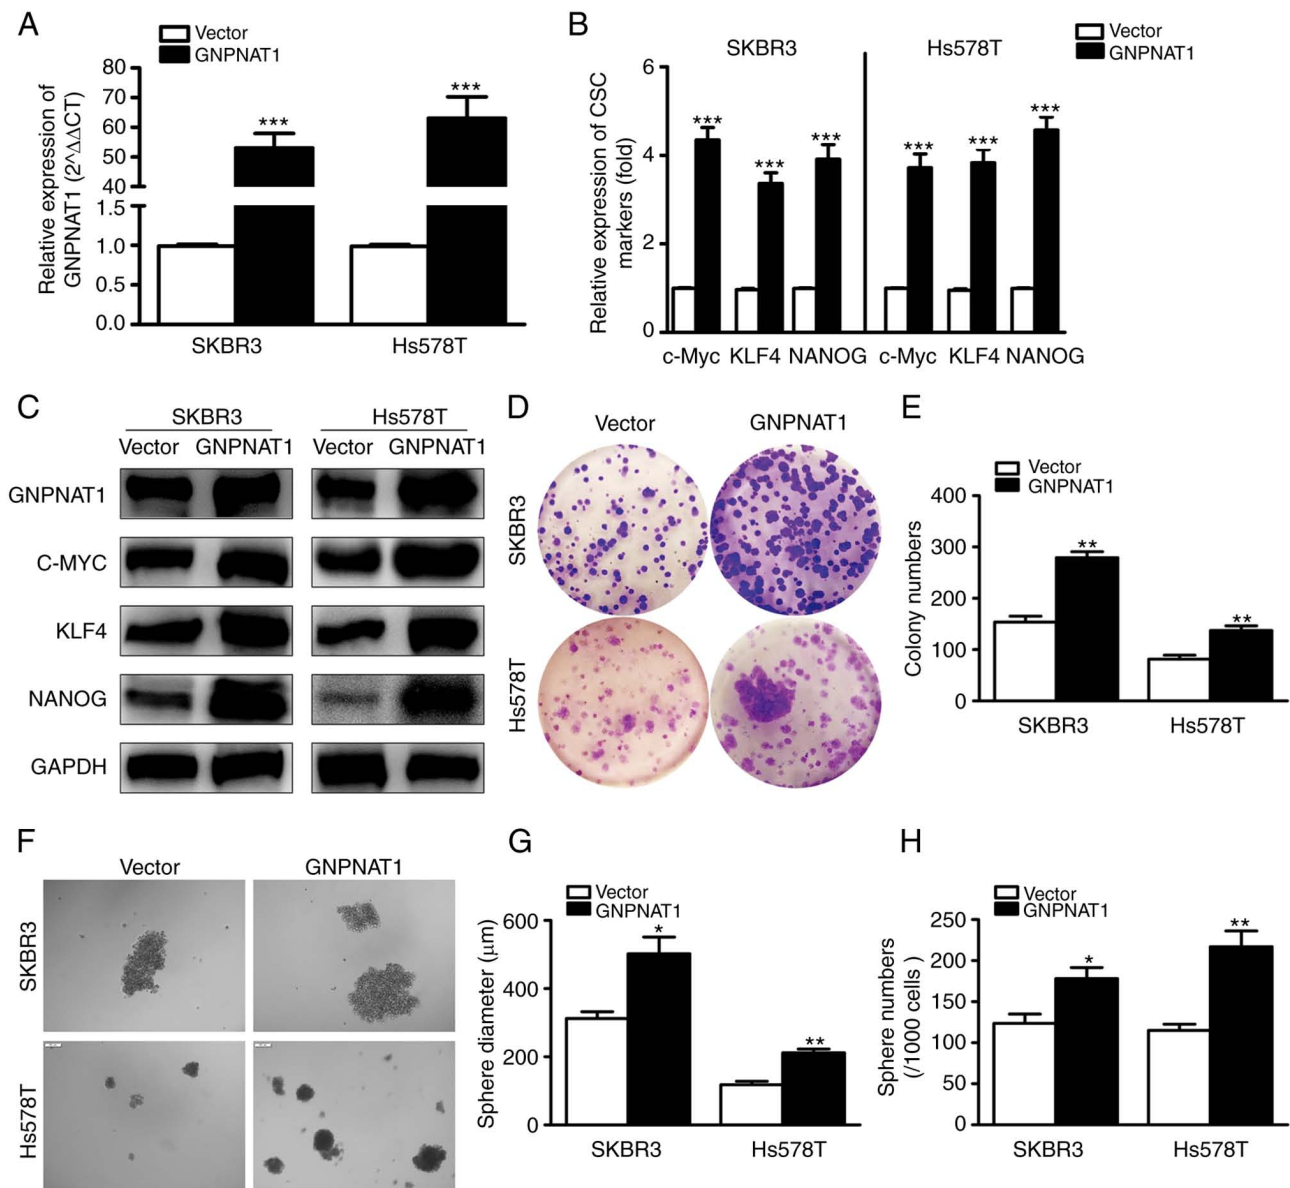 A
Vector
GNPNAT1
Relative expression of
GNPNAT1 (2^ΔΔCT)
80
70
60
50
40
1.5
1.0
0.5
0.0
***
***
SKBR3
Hs578T
B
Vector
GNPNAT1
SKBR3
Hs578T
Relative expression of CSC
markers (fold)
6
4
2
0
***
***
***
***
***
***
c-Myc KLF4 NANOG c-Myc KLF4 NANOG
C
SKBR3
Hs578T
Vector GNPNAT1 Vector GNPNAT1
GNPNAT1
C-MYC
KLF4
NANOG
GAPDH
D
Vector
GNPNAT1
SKBR3
Hs578T
E
Vector
GNPNAT1
Colony numbers
400
300
200
100
0
**
**
SKBR3
Hs578T
F
Vector
GNPNAT1
SKBR3
Hs578T
G
Vector
GNPNAT1
Sphere diameter (μm)
600
400
200
0
*
**
SKBR3
Hs578T
H
Vector
GNPNAT1
Sphere numbers
(/1000 cells )
250
200
150
100
50
0
*
**
SKBR3
Hs578T